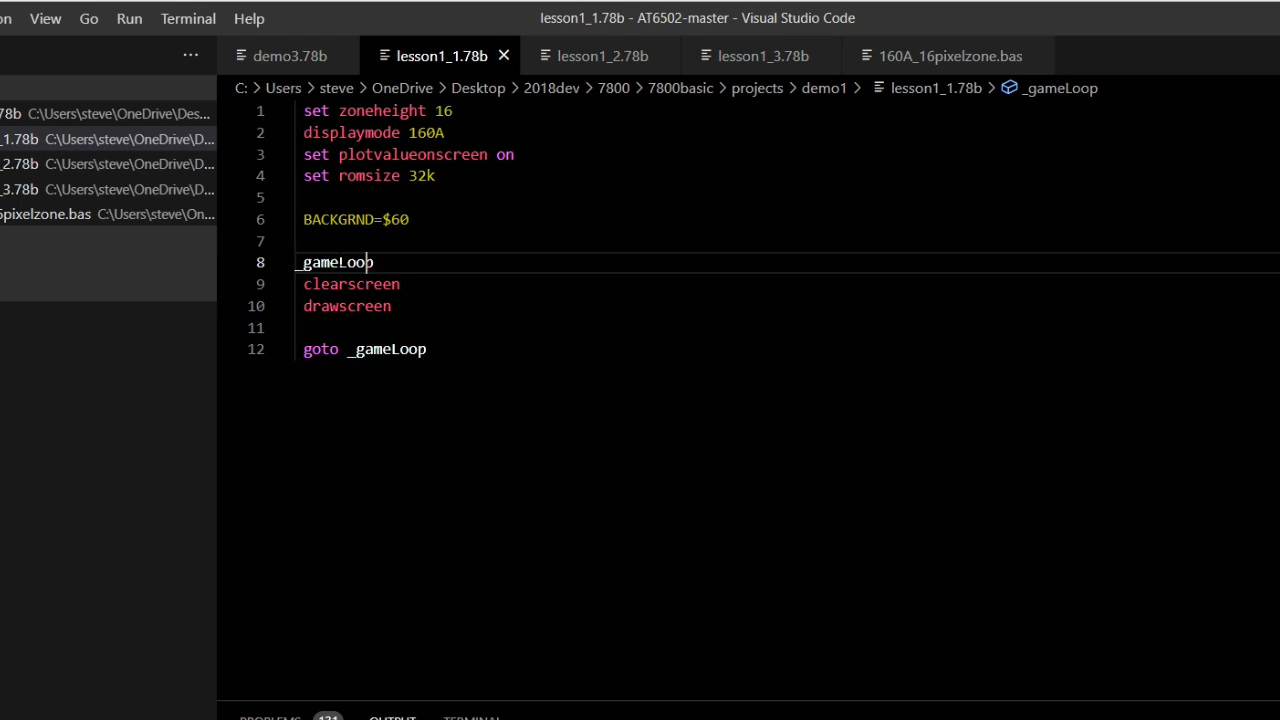 on View Go Run Terminal Help lesson1_1.78b - AT6502-master - Visual Studio Code
... demo3.78b lesson1_1.78b × lesson1_2.78b lesson1_3.78b 160A_16pixelzone.bas
C: > Users > steve > OneDrive > Desktop > 2018dev > 7800 > 7800basic > projects > demo1 > lesson1_1.78b > _gameLoop
78b C:\Users\steve\OneDrive\Des...
_1.78b C:\Users\steve\OneDrive\D...
_2.78b C:\Users\steve\OneDrive\D...
_3.78b C:\Users\steve\OneDrive\D...
6pixelzone.bas C:\Users\steve\On...
1 set zoneheight 16
2 displaymode 160A
3 set plotvalueonscreen on
4 set romsize 32k
5
6 BACKGRND=$60
7
8 _gameLoop
9 clearscreen
10 drawscreen
11
12 goto _gameLoop
PROBLEMS 131 OUTPUT TERMINAL